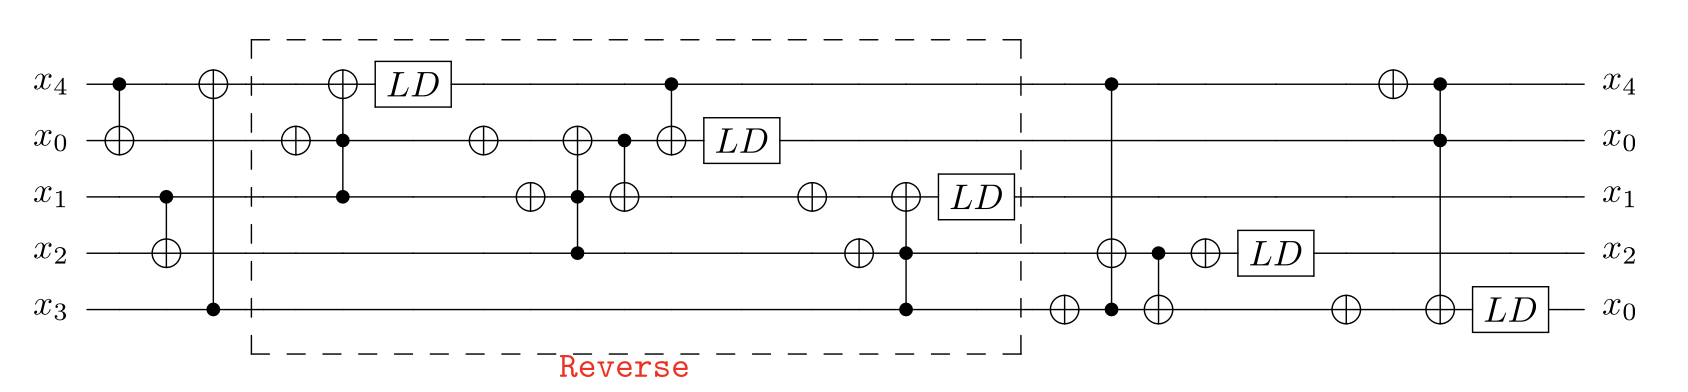 x₄ LD x₄
x₀ LD x₀
x₁ LD x₁
x₂ LD x₂
x₃ LD x₀
Reverse